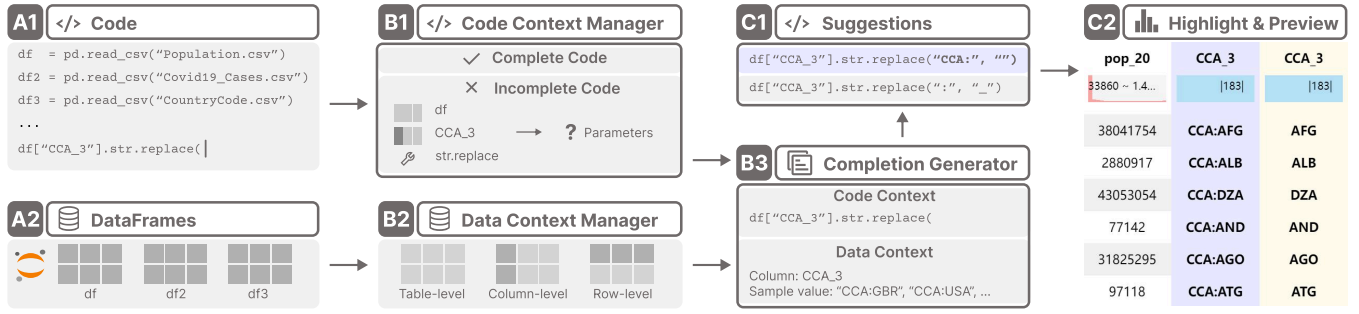 A1 </> Code
df = pd.read_csv(“Population.csv”)
df2 = pd.read_csv(“Covid19_Cases.csv”)
df3 = pd.read_csv(“CountryCode.csv”)
...
df[“CCA_3”].str.replace(
A2 DataFrames
df df2 df3
B1 </> Code Context Manager
✓ Complete Code
✕ Incomplete Code
df
CCA_3 → ? Parameters
str.replace
B2 Data Context Manager
Table-level Column-level Row-level
B3 Completion Generator
Code Context
df[“CCA_3”].str.replace(
Data Context
Column: CCA_3
Sample value: “CCA:GBR”, “CCA:USA”, ...
C1 </> Suggestions
df[“CCA_3”].str.replace(“CCA:”, “”)
df[“CCA_3”].str.replace(“:”, “_”)
C2 Highlight & Preview
pop_20 CCA_3 CCA_3
33860 ~ 1.4... |183| |183|
38041754 CCA:AFG AFG
2880917 CCA:ALB ALB
43053054 CCA:DZA DZA
77142 CCA:AND AND
31825295 CCA:AGO AGO
97118 CCA:ATG ATG